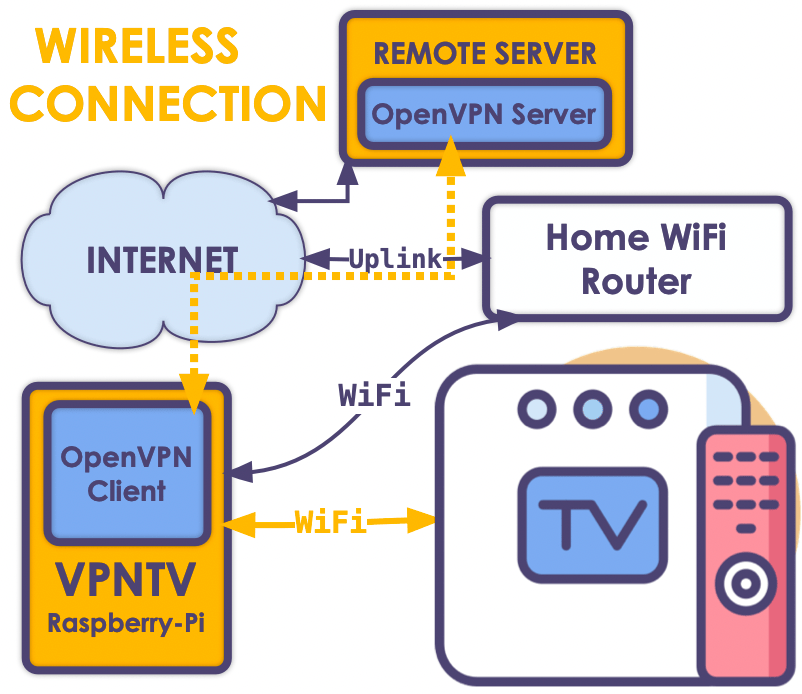 WIRELESS
CONNECTION
REMOTE SERVER
OpenVPN Server
INTERNET
Uplink
Home WiFi
Router
WiFi
OpenVPN
Client
WiFi
TV
VPNTV
Raspberry-Pi